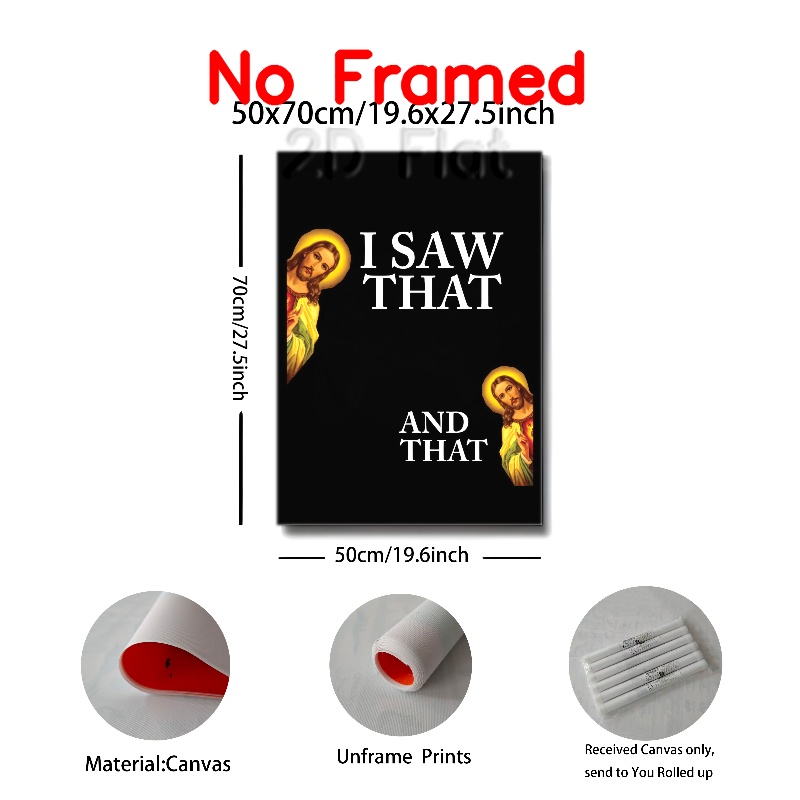 No Framed
50x70cm/19.6x27.5inch
2D Flat
70cm/27.5inch
I SAW
THAT
AND
THAT
50cm/19.6inch
Material:Canvas
Unframe Prints
Received Canvas only,
send to You Rolled up